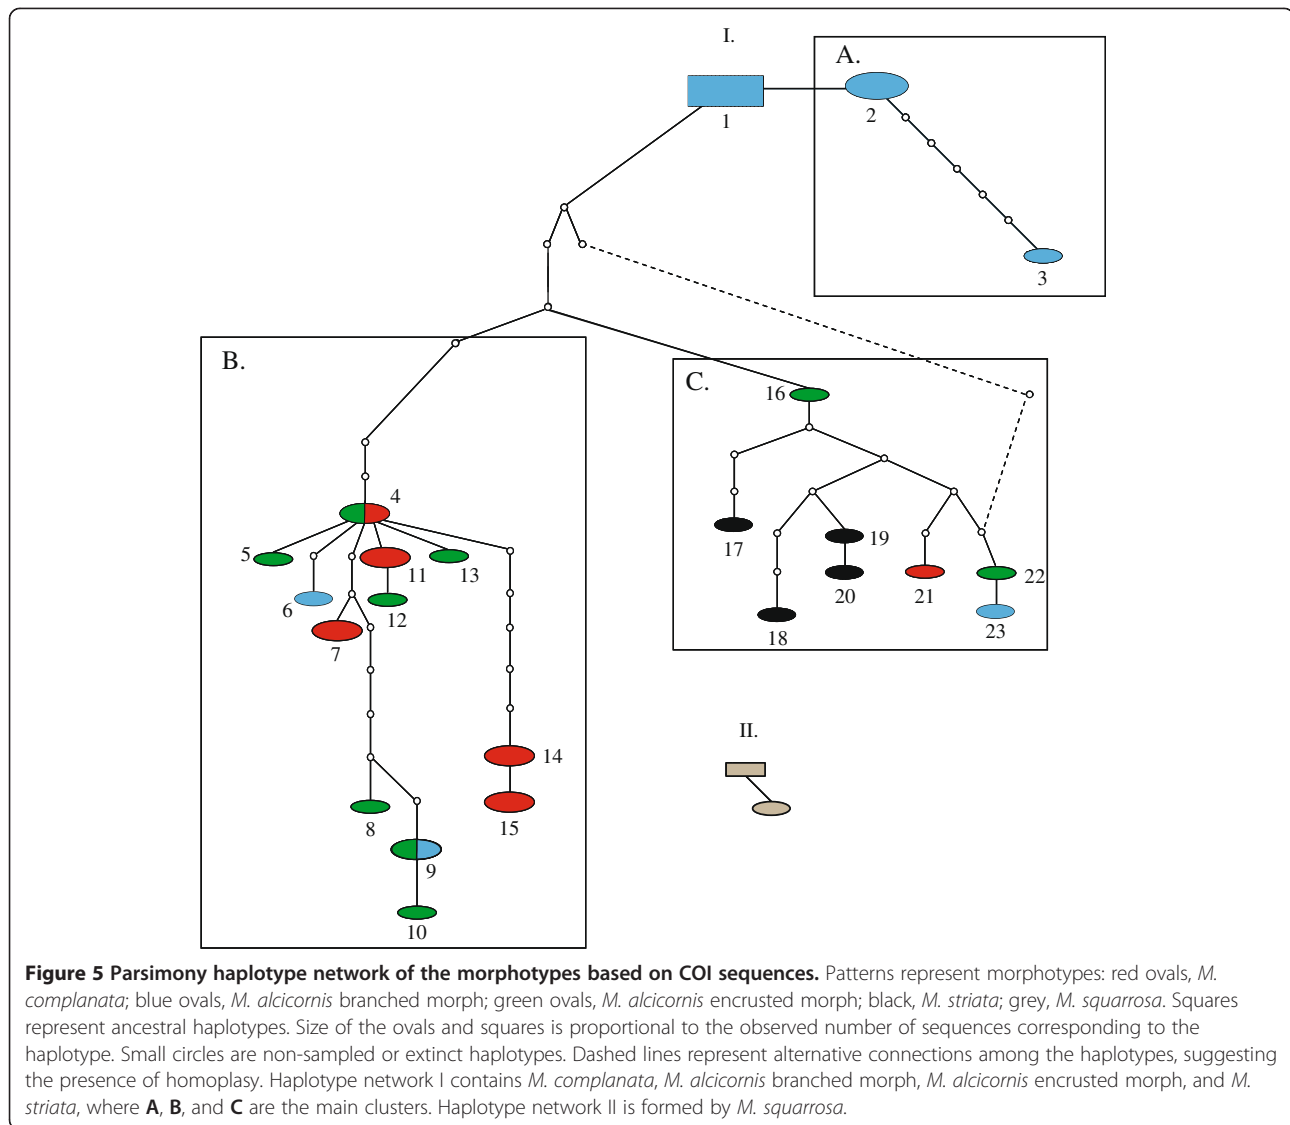 I.
A.
1
2
3
B.
C.
4
5
6
7
8
9
10
11
12
13
14
15
16
17
18
19
20
21
22
23
II.
Figure 5 Parsimony haplotype network of the morphotypes based on COI sequences. Patterns represent morphotypes: red ovals, M.
complanata; blue ovals, M. alcicornis branched morph; green ovals, M. alcicornis encrusted morph; black, M. striata; grey, M. squarrosa. Squares
represent ancestral haplotypes. Size of the ovals and squares is proportional to the observed number of sequences corresponding to the
haplotype. Small circles are non-sampled or extinct haplotypes. Dashed lines represent alternative connections among the haplotypes, suggesting
the presence of homoplasy. Haplotype network I contains M. complanata, M. alcicornis branched morph, M. alcicornis encrusted morph, and M.
striata, where A, B, and C are the main clusters. Haplotype network II is formed by M. squarrosa.